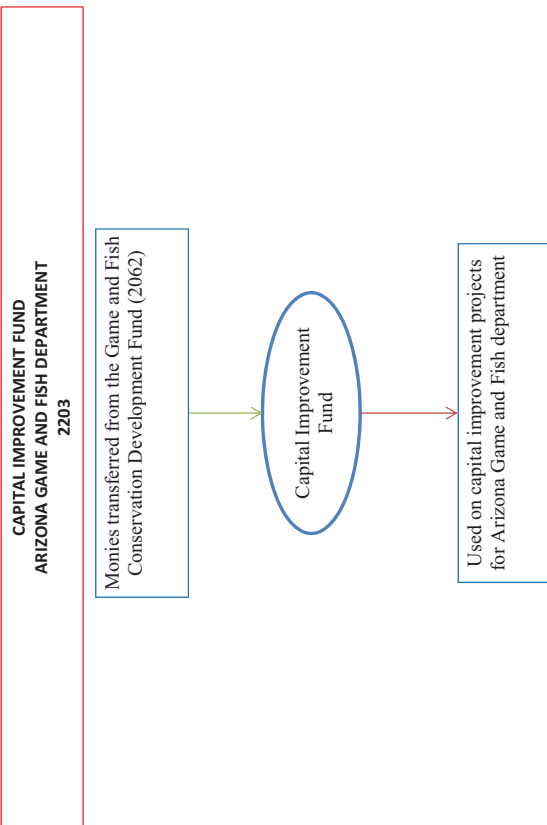 CAPITAL IMPROVEMENT FUND
ARIZONA GAME AND FISH DEPARTMENT
2203
Monies transferred from the Game and Fish
Conservation Development Fund (2062)
Capital Improvement
Fund
Used on capital improvement projects
for Arizona Game and Fish department